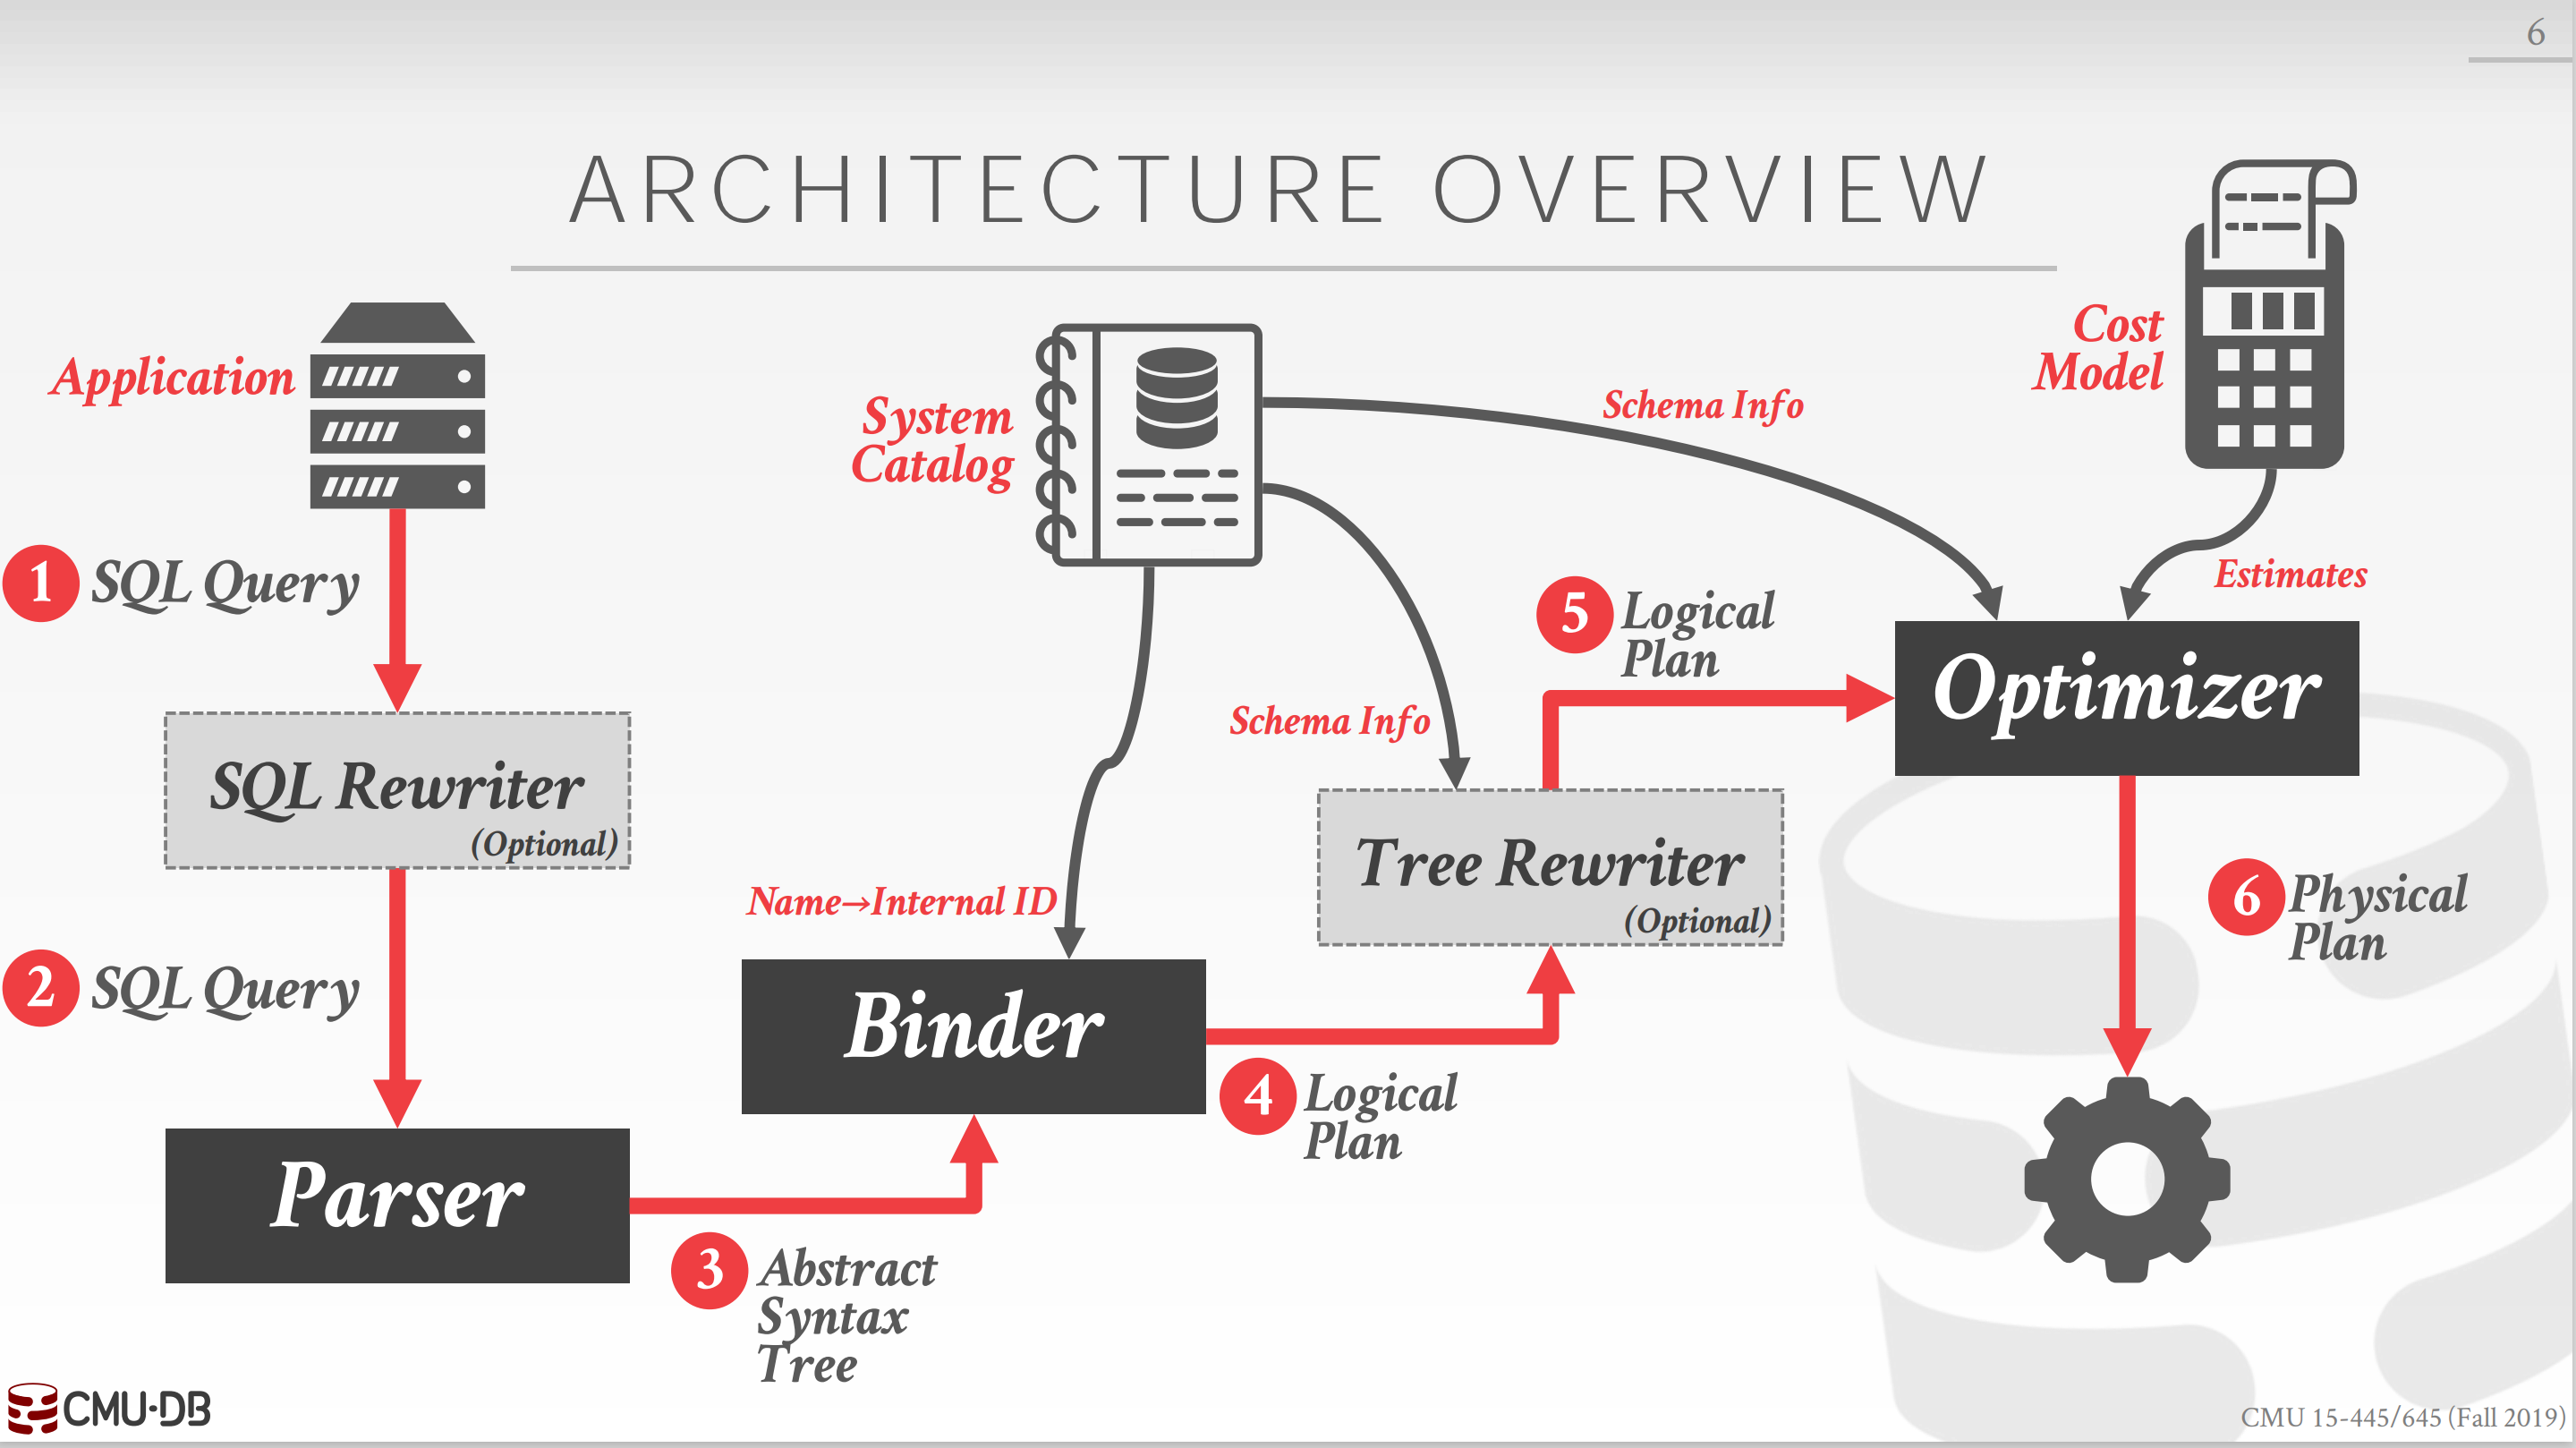 6
ARCHITECTURE OVERVIEW
Application
System
Catalog
Cost
Model
Schema Info
Estimates
1 SQL Query
5 Logical
Plan
Optimizer
Schema Info
SQL Rewriter
(Optional)
Tree Rewriter
(Optional)
Name→Internal ID
6 Physical
Plan
2 SQL Query
Binder
4 Logical
Plan
Parser
3 Abstract
Syntax
Tree
CMU·DB
CMU 15-445/645 (Fall 2019)